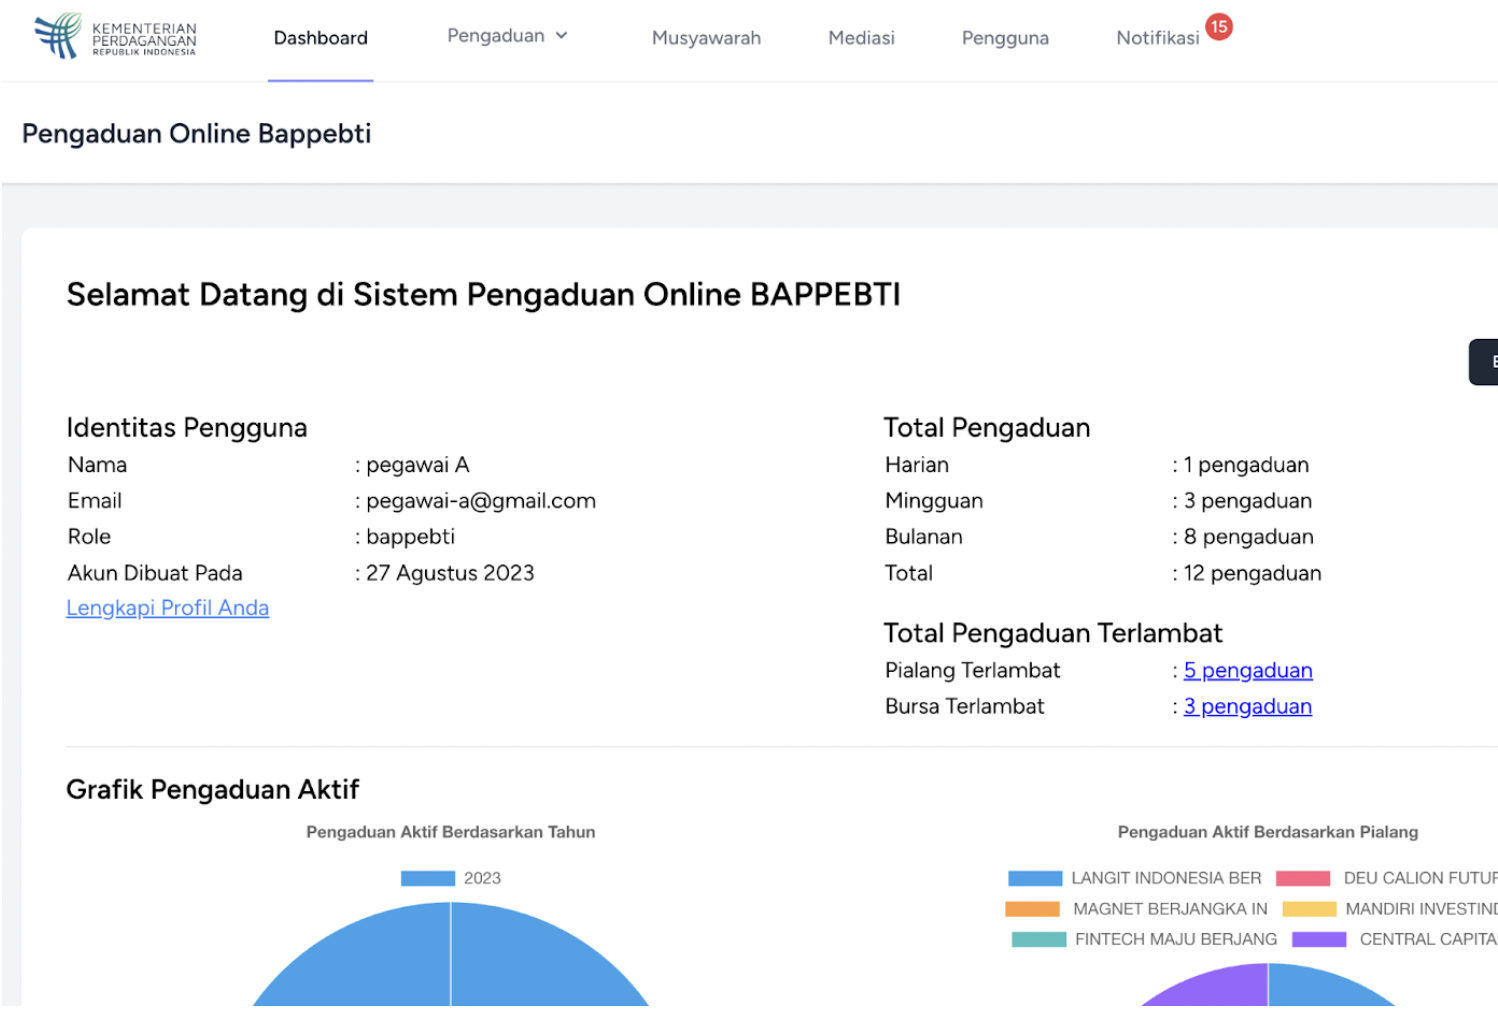 KEMENTERIAN
PERDAGANGAN
REPUBLIK INDONESIA
Dashboard Pengaduan Musyawarah Mediasi Pengguna Notifikasi 15
Pengaduan Online Bappebti
Selamat Datang di Sistem Pengaduan Online BAPPEBTI
Identitas Pengguna
Nama : pegawai A
Email : pegawai-a@gmail.com
Role : bappebti
Akun Dibuat Pada : 27 Agustus 2023
Lengkapi Profil Anda
Total Pengaduan
Harian : 1 pengaduan
Mingguan : 3 pengaduan
Bulanan : 8 pengaduan
Total : 12 pengaduan
Total Pengaduan Terlambat
Pialang Terlambat : 5 pengaduan
Bursa Terlambat : 3 pengaduan
Grafik Pengaduan Aktif
Pengaduan Aktif Berdasarkan Tahun
2023
Pengaduan Aktif Berdasarkan Pialang
LANGIT INDONESIA BER DEU CALION FUTUR
MAGNET BERJANGKA IN MANDIRI INVESTIND
FINTECH MAJU BERJANG CENTRAL CAPITA